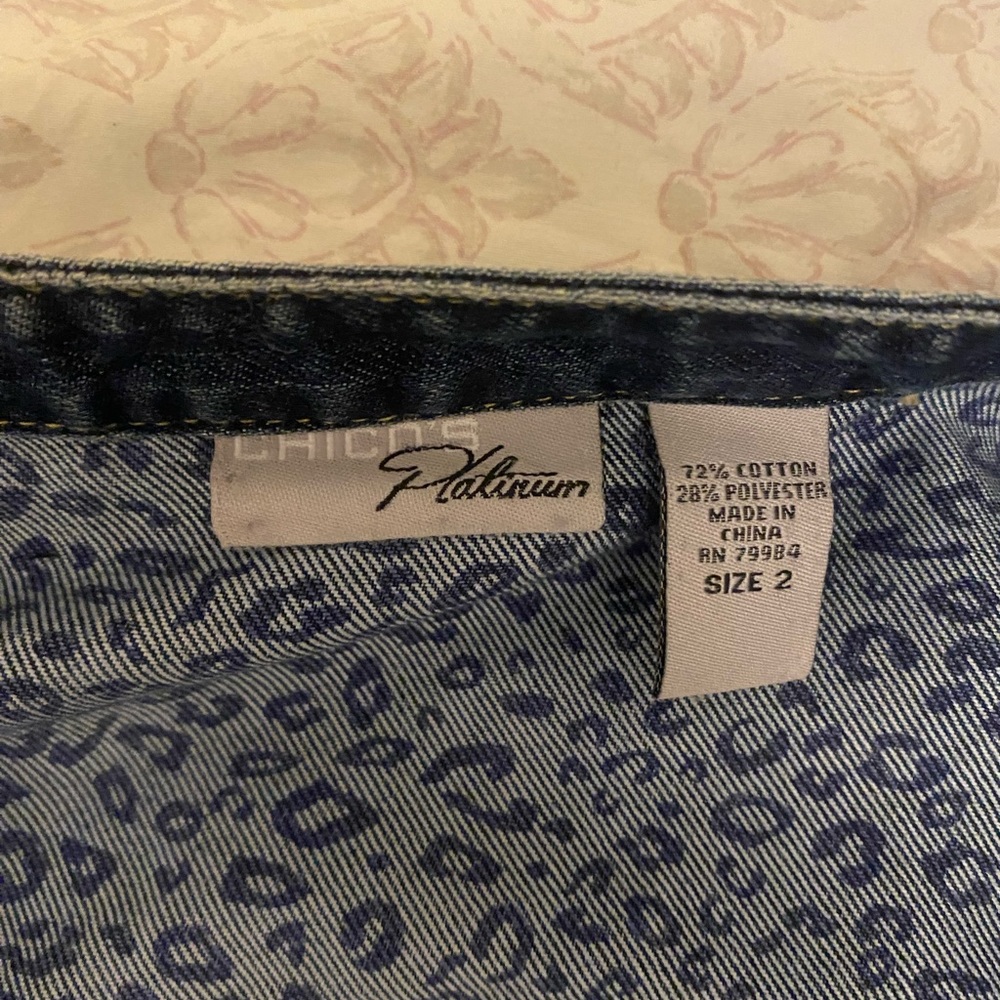 CHICO'S
Platinum
72% COTTON
28% POLYESTER
MADE IN
CHINA
RN 79984
SIZE 2